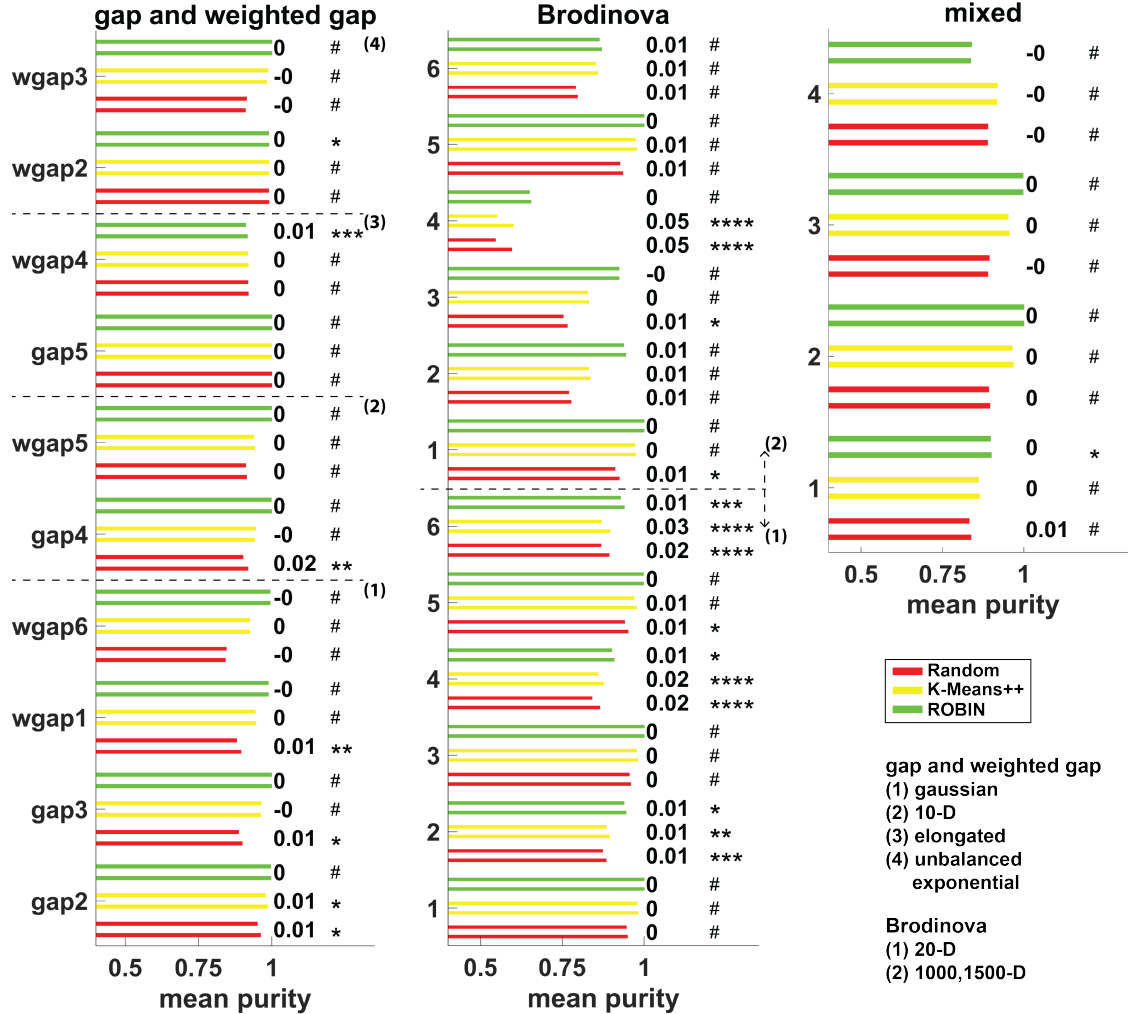 gap and weighted gap
0 # (4)
-0 #
wgap3
-0 #
0 *
0 #
wgap2
0 #
(3)
0.01 ***
0 #
wgap4
0 #
0 #
0 #
gap5
0 #
(2)
0 #
0 #
wgap5
0 #
0 #
-0 #
gap4
0.02 **
(1)
-0 #
0 #
wgap6
-0 #
-0 #
0 #
wgap1
0.01 **
0 #
-0 #
gap3
0.01 *
0 #
0.01 *
gap2
0.01 *
0.5 0.75 1
mean purity
Brodinova
0.01 #
6 0.01 #
0.01 #
0 #
5 0.01 #
0.01 #
0 #
4 0.05 ****
0.05 ****
-0 #
3 0 #
0.01 *
0.01 #
2 0.01 #
0.01 #
0 #
1 0 #
(2)
0.01 *
0.01 ***
6 0.03 ****
(1)
0.02 ****
0 #
5 0.01 #
0.01 *
0.01 *
4 0.02 ****
0.02 ****
0 #
3 0 #
0 #
0.01 *
2 0.01 **
0.01 ***
0 #
1 0 #
0 #
0.5 0.75 1
mean purity
mixed
-0 #
4 -0 #
-0 #
0 #
3 0 #
-0 #
0 #
2 0 #
0 #
0 *
1 0 #
0.01 #
0.5 0.75 1
mean purity
Random
K-Means++
ROBIN
gap and weighted gap
(1) gaussian
(2) 10-D
(3) elongated
(4) unbalanced
exponential
Brodinova
(1) 20-D
(2) 1000,1500-D